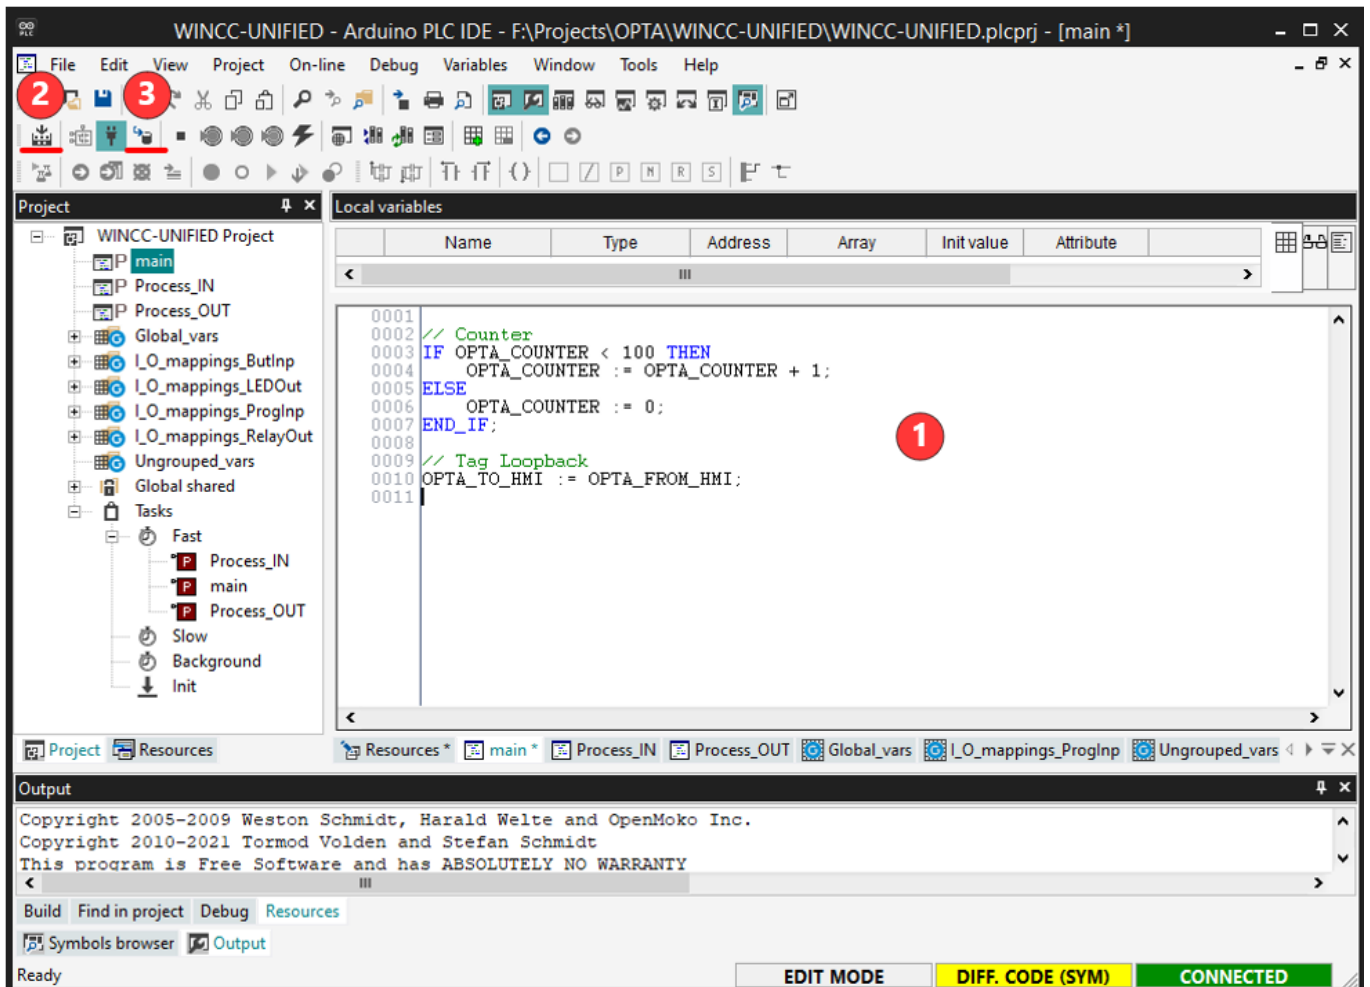 WINCC-UNIFIED - Arduino PLC IDE - F:\Projects\OPTA\WINCC-UNIFIED\WINCC-UNIFIED.plcprj - [main *]
File Edit View Project On-line Debug Variables Window Tools Help
2 3
Project
WINCC-UNIFIED Project
P main
P Process_IN
P Process_OUT
Global_vars
I_O_mappings_ButInp
I_O_mappings_LEDOut
I_O_mappings_ProgInp
I_O_mappings_RelayOut
Ungrouped_vars
Global shared
Tasks
Fast
P Process_IN
P main
P Process_OUT
Slow
Background
Init
Project Resources
Local variables
Name Type Address Array Init value Attribute
0001
0002 // Counter
0003 IF OPTA_COUNTER < 100 THEN
0004 OPTA_COUNTER := OPTA_COUNTER + 1;
0005 ELSE
0006 OPTA_COUNTER := 0;
0007 END_IF;
0008
0009 // Tag Loopback
0010 OPTA_TO_HMI := OPTA_FROM_HMI;
0011
1
Resources * main * Process_IN Process_OUT Global_vars I_O_mappings_ProgInp Ungrouped_vars
Output
Copyright 2005-2009 Weston Schmidt, Harald Welte and OpenMoko Inc.
Copyright 2010-2021 Tormod Volden and Stefan Schmidt
This program is Free Software and has ABSOLUTELY NO WARRANTY
Build Find in project Debug Resources
Symbols browser Output
Ready EDIT MODE DIFF. CODE (SYM) CONNECTED